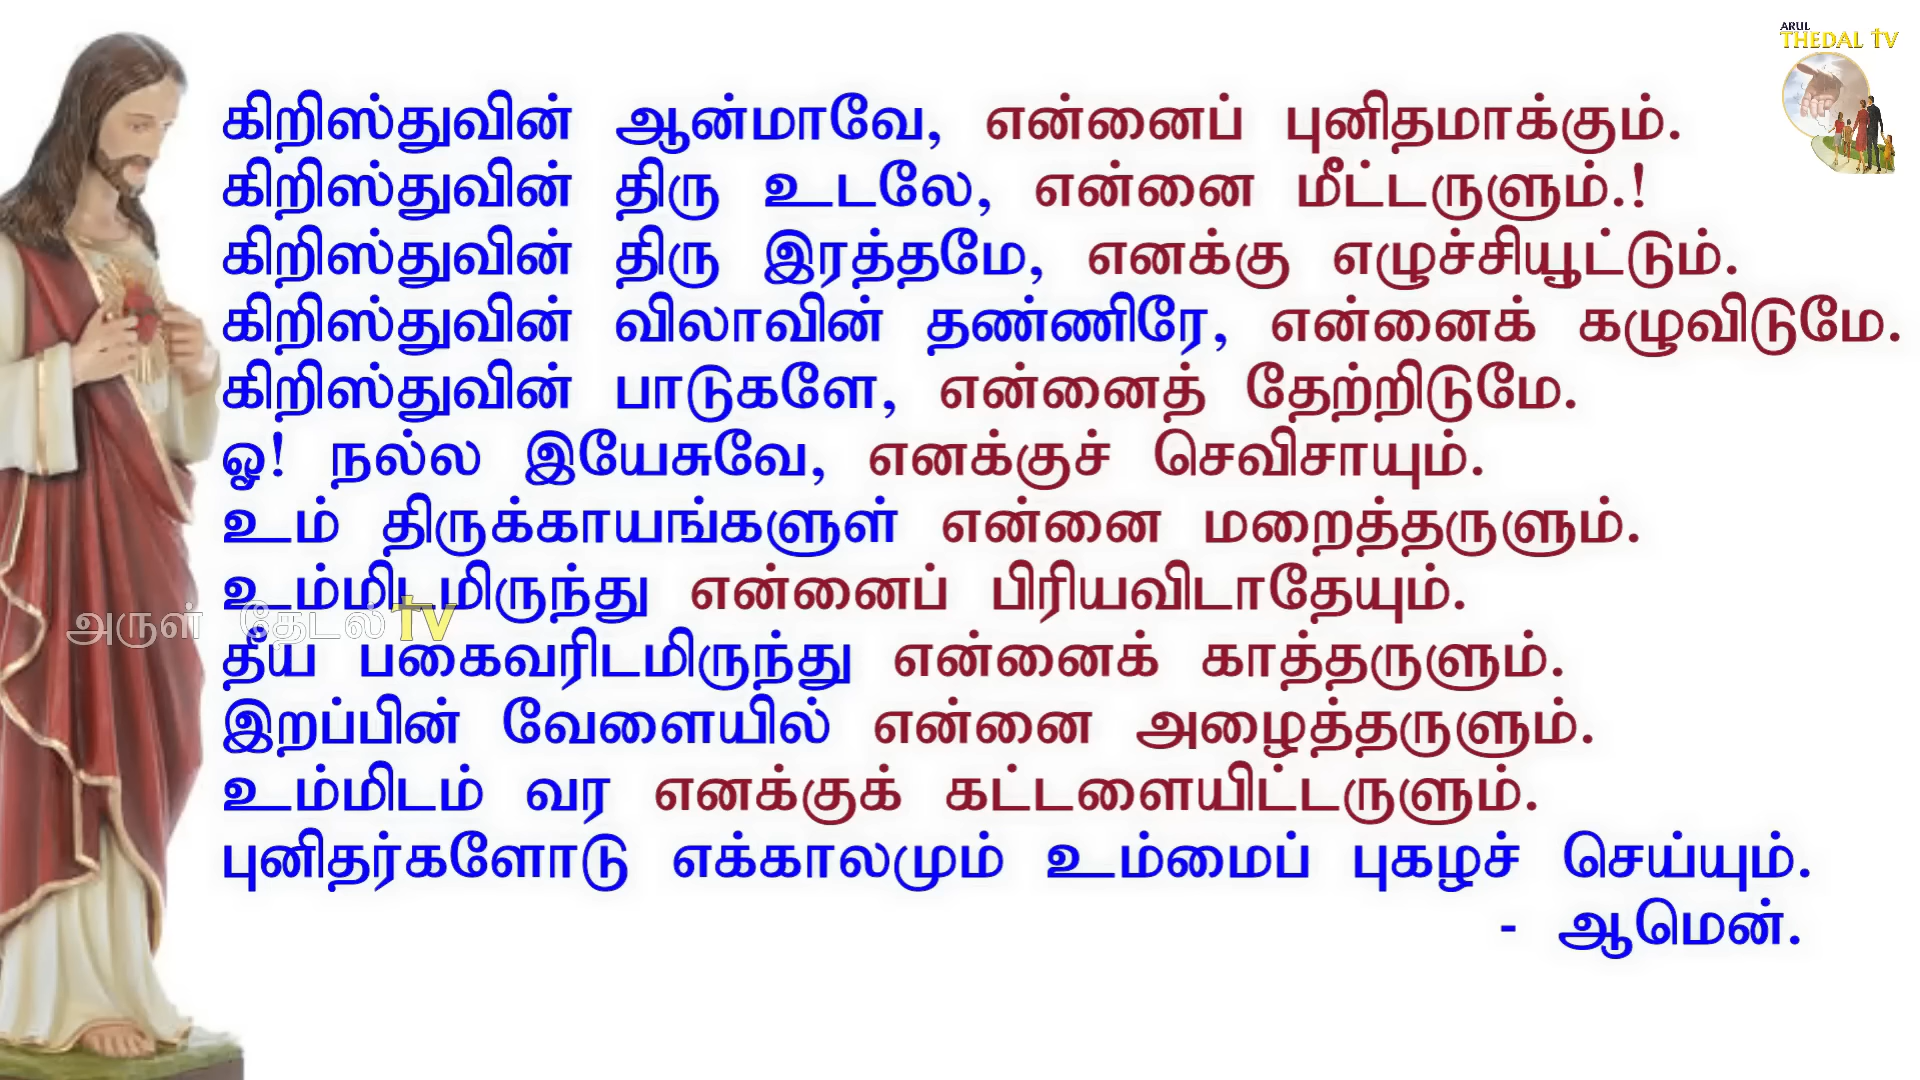 ARUL
THEDAL TV
கிறிஸ்துவின் ஆன்மாவே, என்னைப் புனிதமாக்கும்.
கிறிஸ்துவின் திரு உடலே, என்னை மீட்டருளும்.!
கிறிஸ்துவின் திரு இரத்தமே, எனக்கு எழுச்சியூட்டும்.
கிறிஸ்துவின் விலாவின் தண்ணிரே, என்னைக் கழுவிடுமே.
கிறிஸ்துவின் பாடுகளே, என்னைத் தேற்றிடுமே.
ஓ! நல்ல இயேசுவே, எனக்குச் செவிசாயும்.
உம் திருக்காயங்களுள் என்னை மறைத்தருளும்.
உம்மிடமிருந்து என்னைப் பிரியவிடாதேயும்.
அருள் தேடல் TV
தீய பகைவரிடமிருந்து என்னைக் காத்தருளும்.
இறப்பின் வேளையில் என்னை அழைத்தருளும்.
உம்மிடம் வர எனக்குக் கட்டளையிட்டருளும்.
புனிதர்களோடு எக்காலமும் உம்மைப் புகழச் செய்யும்.
- ஆமென்.